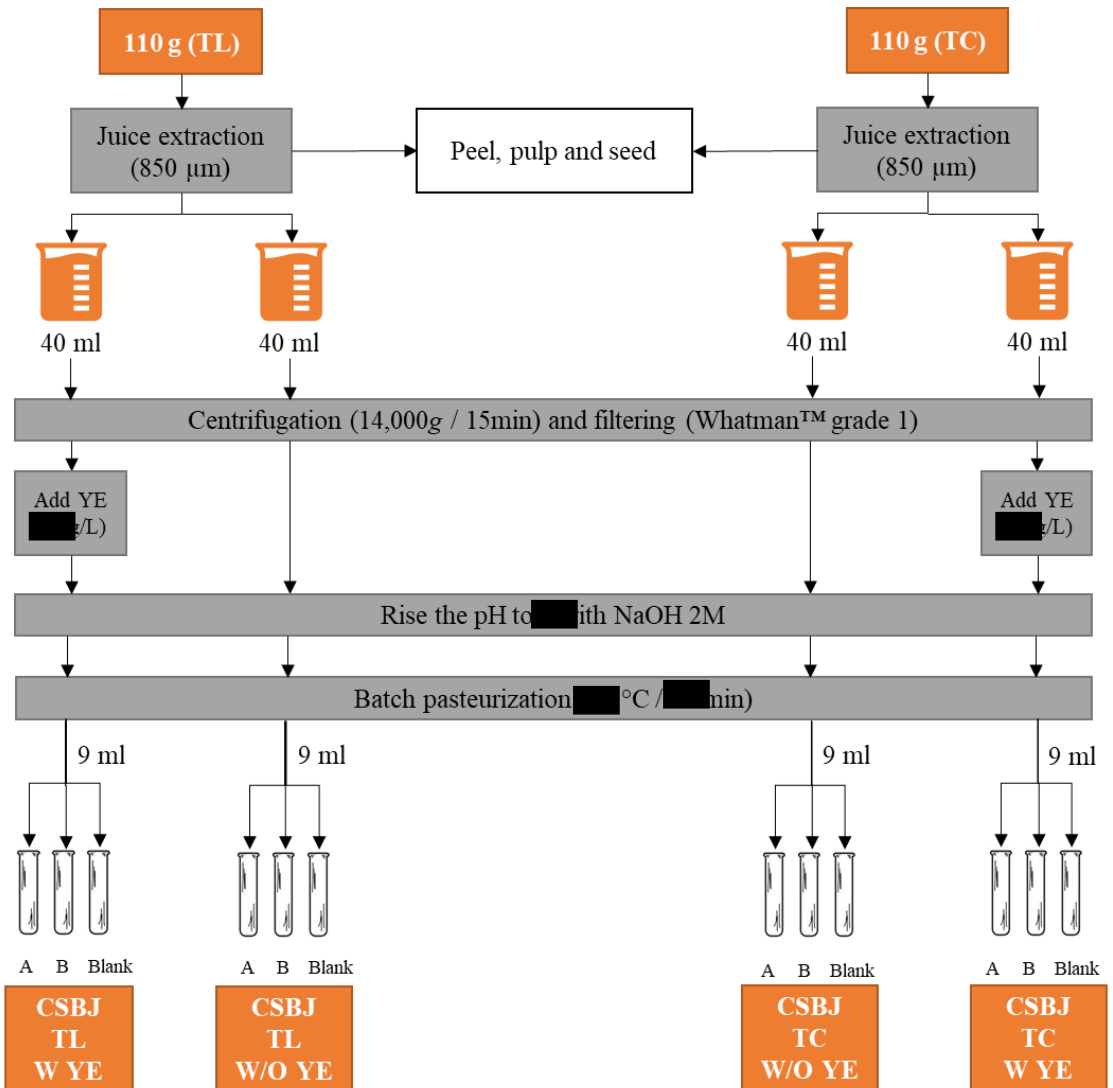 110 g (TL)
110 g (TC)
Juice extraction
(850 µm)
Peel, pulp and seed
Juice extraction
(850 µm)
40 ml
40 ml
40 ml
40 ml
Centrifugation (14,000g / 15min) and filtering (Whatman™ grade 1)
Add YE
g/L)
Add YE
g/L)
Rise the pH to with NaOH 2M
Batch pasteurization °C / min)
9 ml
9 ml
9 ml
9 ml
A B Blank
A B Blank
A B Blank
A B Blank
CSBJ
TL
W YE
CSBJ
TL
W/O YE
CSBJ
TC
W/O YE
CSBJ
TC
W YE